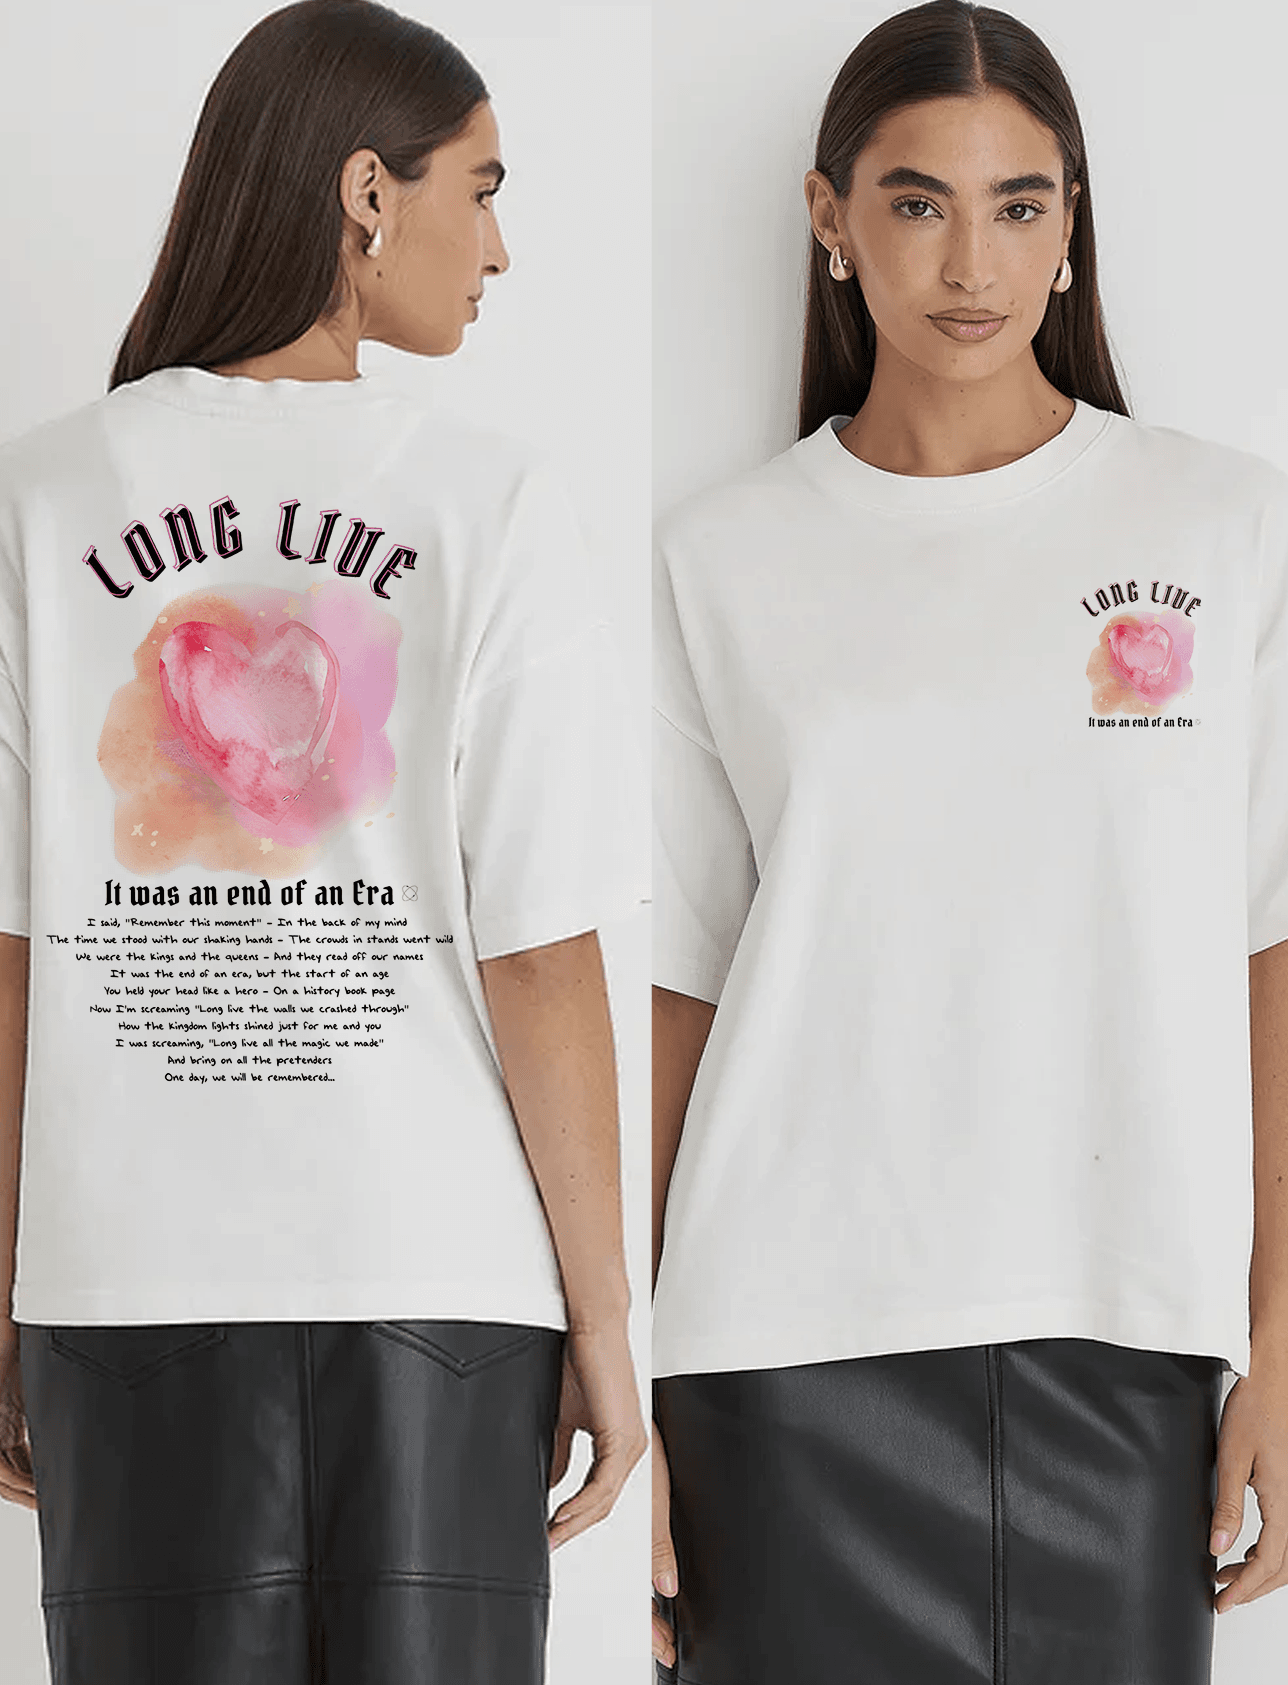 LONG LIVE
It was an end of an Era
I said, "Remember this moment" - In the back of my mind
The time we stood with our shaking hands - The crowds in stands went wild
We were the Kings and the queens - And they read off our names
It was the end of an era, but the start of an age
You held your head like a hero - On a history book page
Now I'm screaming "Long live the walls we crashed through"
How the Kingdom lights shined just for me and you
I was screaming, "Long live all the magic we made"
And bring on all the pretenders
One day, we will be remembered...
LONG LIVE
It was an end of an Era